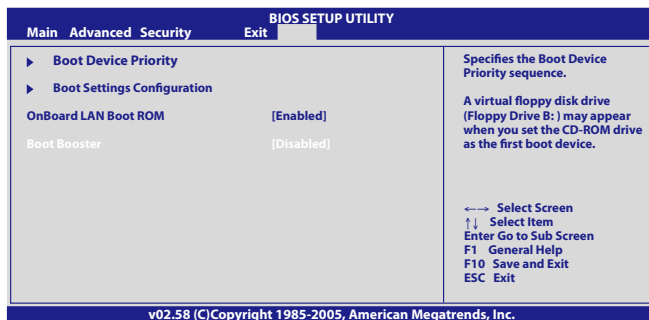 BIOS SETUP UTILITY
Main Advanced Security Exit
Boot Device Priority
Boot Settings Configuration
OnBoard LAN Boot ROM [Enabled]
Boot Booster [Disabled]
Specifies the Boot Device
Priority sequence.
A virtual floppy disk drive
(Floppy Drive B: ) may appear
when you set the CD-ROM drive
as the first boot device.
←→ Select Screen
↑↓ Select Item
Enter Go to Sub Screen
F1 General Help
F10 Save and Exit
ESC Exit
v02.58 (C)Copyright 1985-2005, American Megatrends, Inc.